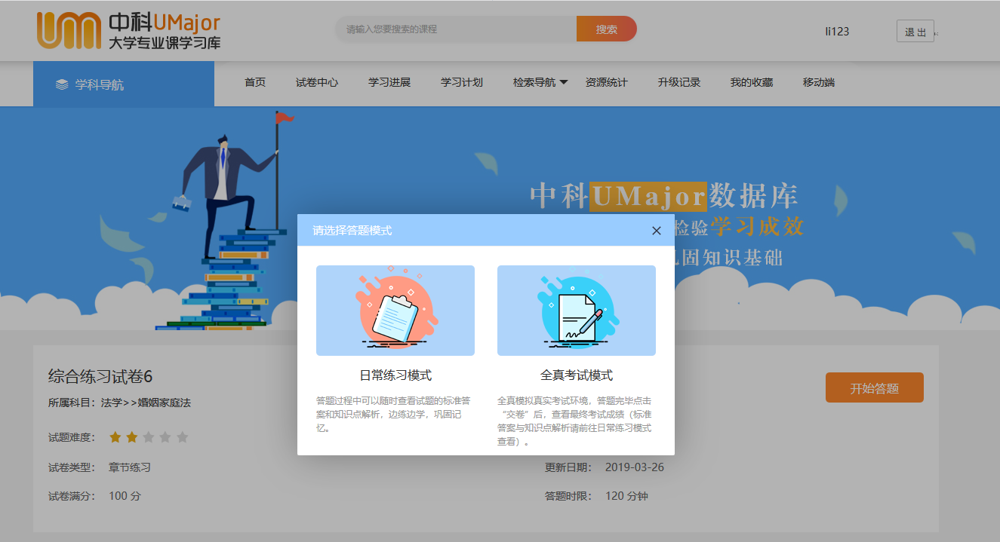 中科UMajor
大学专业课学习库
请输入您要搜索的课程
搜索
li123
退 出
学科导航
首页 试卷中心 学习进展 学习计划 检索导航 资源统计 升级记录 我的收藏 移动端
中科UMajor数据库
检验学习成效
固知识基础
请选择答题模式
日常练习模式
答题过程中可以随时查看试题的标准答
案和知识点解析，边练边学，巩固记
忆。
全真考试模式
全真模拟真实考试环境，答题完毕点击
“交卷”后，查看最终考试成绩（标准
答案与知识点解析请前往日常练习模式
查看）。
综合练习试卷6
所属科目：法学>>婚姻家庭法
开始答题
试题难度：
试卷类型： 章节练习
更新日期： 2019-03-26
试卷满分： 100 分
答题时限： 120 分钟